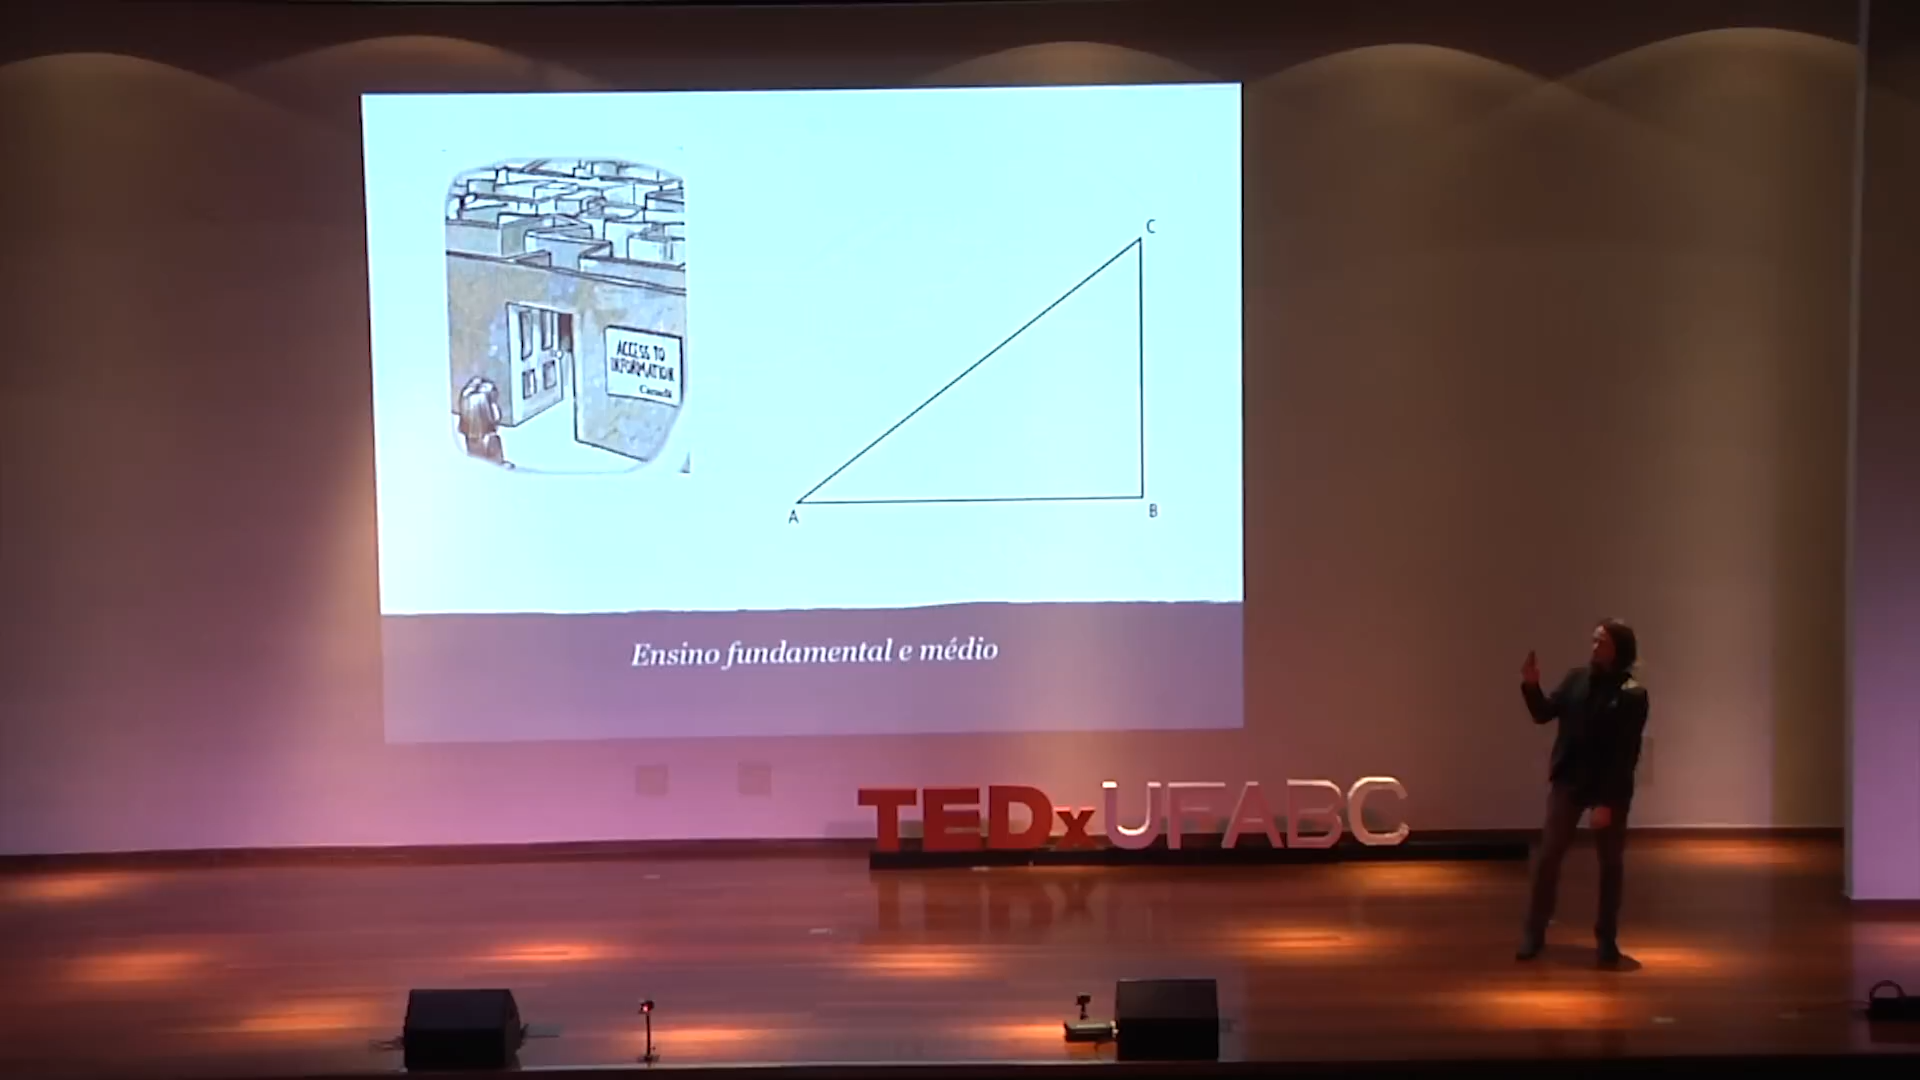 ACCESS TO
INFORMATION
Canada
C
A
B
Ensino fundamental e médio
TEDxUFABC